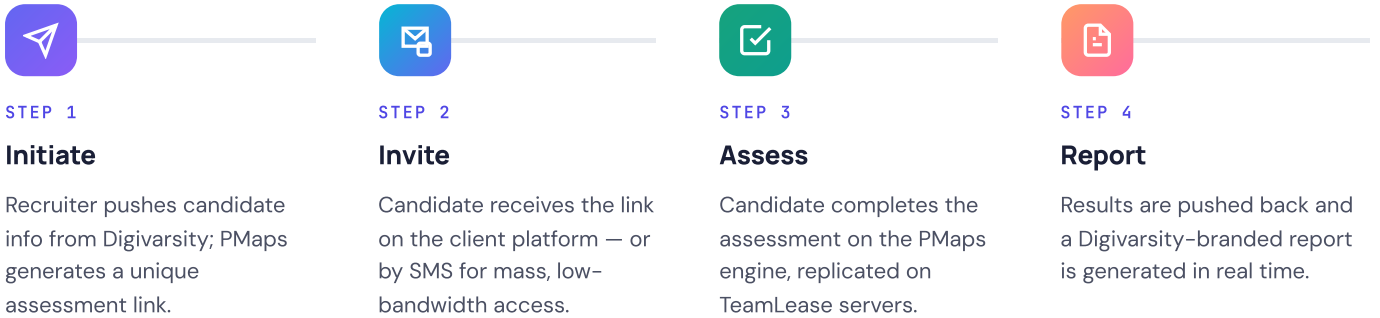 STEP 1
Initiate
Recruiter pushes candidate
info from Digivarsity; PMaps
generates a unique
assessment link.
STEP 2
Invite
Candidate receives the link
on the client platform — or
by SMS for mass, low-
bandwidth access.
STEP 3
Assess
Candidate completes the
assessment on the PMaps
engine, replicated on
TeamLease servers.
STEP 4
Report
Results are pushed back and
a Digivarsity-branded report
is generated in real time.